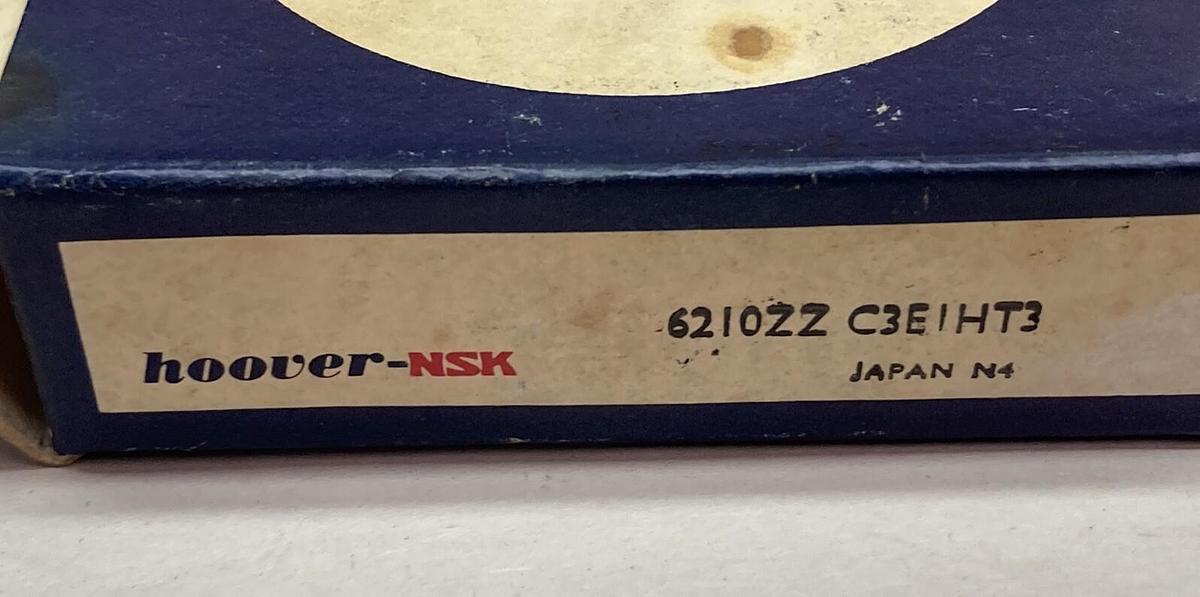 6210ZZ C3E1HT3
hoover-NSK
JAPAN N4